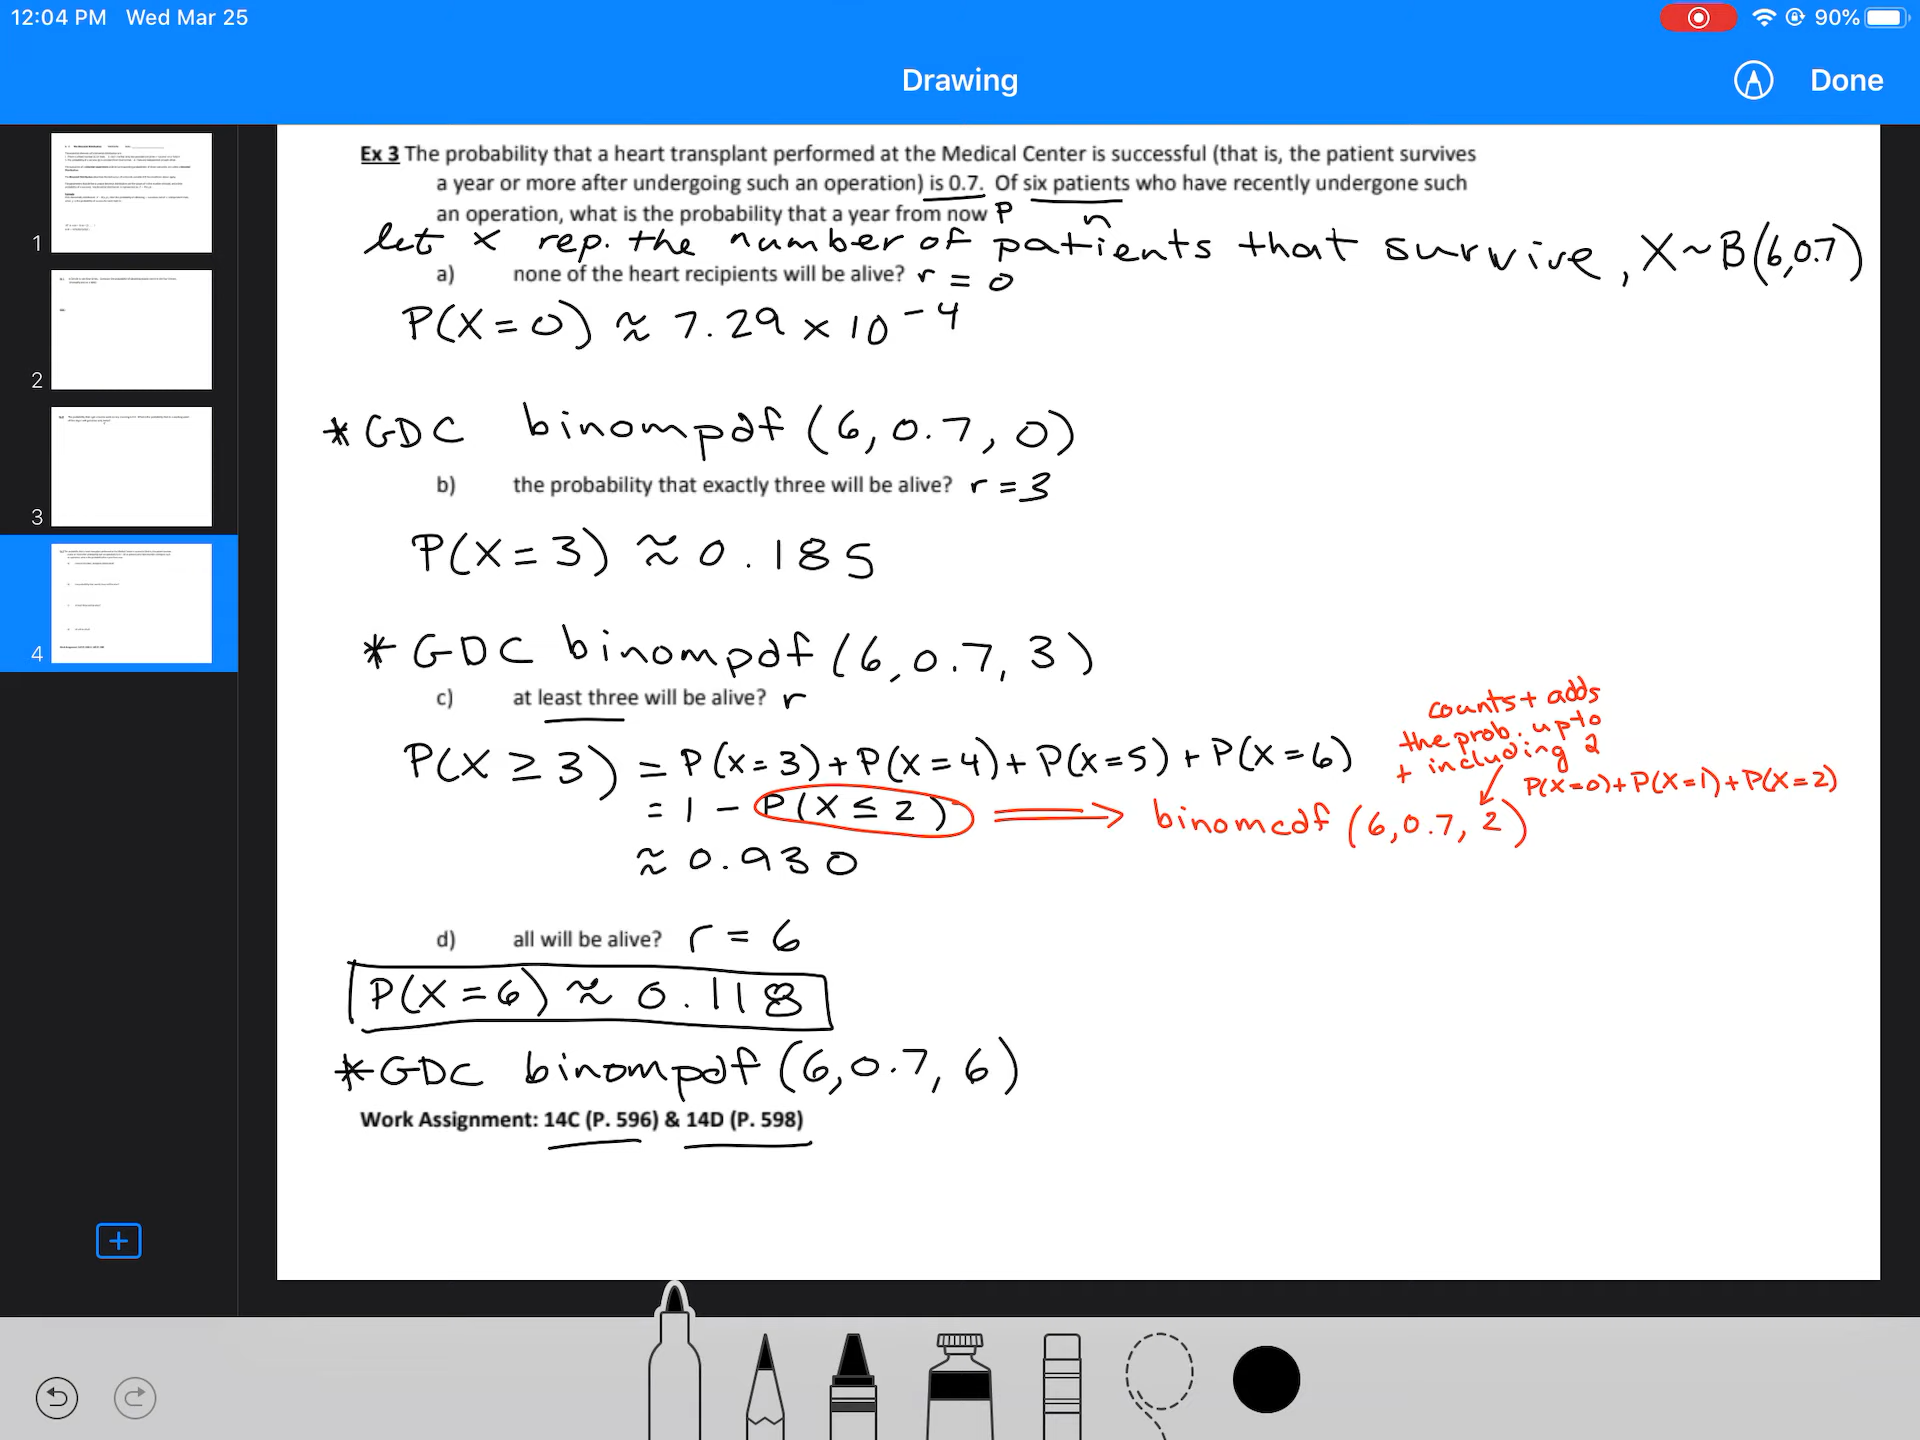 12:04 PM Wed Mar 25
90%
Drawing
Done
1
2
3
4
Ex 3 The probability that a heart transplant performed at the Medical Center is successful (that is, the patient survives
a year or more after undergoing such an operation) is 0.7. Of six patients who have recently undergone such
an operation, what is the probability that a year from now P n
let x rep. the number of patients that survive, X~B(6,0.7)
a) none of the heart recipients will be alive? r = 0
P(X=0) ≈ 7.29 x 10⁻⁴
*GDC binompdf (6, 0.7, 0)
b) the probability that exactly three will be alive? r = 3
P(X=3) ≈ 0.185
*GDC binompdf (6, 0.7, 3)
c) at least three will be alive? r
counts + adds
the prob. up to
+ including 2
P(X ≥ 3) = P(x=3) + P(x=4) + P(x=5) + P(x=6)
P(X=0)+P(X=1)+P(X=2)
= 1 - P(X ≤ 2) ⟹ binomcdf (6,0.7, 2)
≈ 0.930
d) all will be alive? r = 6
P(X=6) ≈ 0.118
*GDC binompdf (6,0.7, 6)
Work Assignment: 14C (P. 596) & 14D (P. 598)